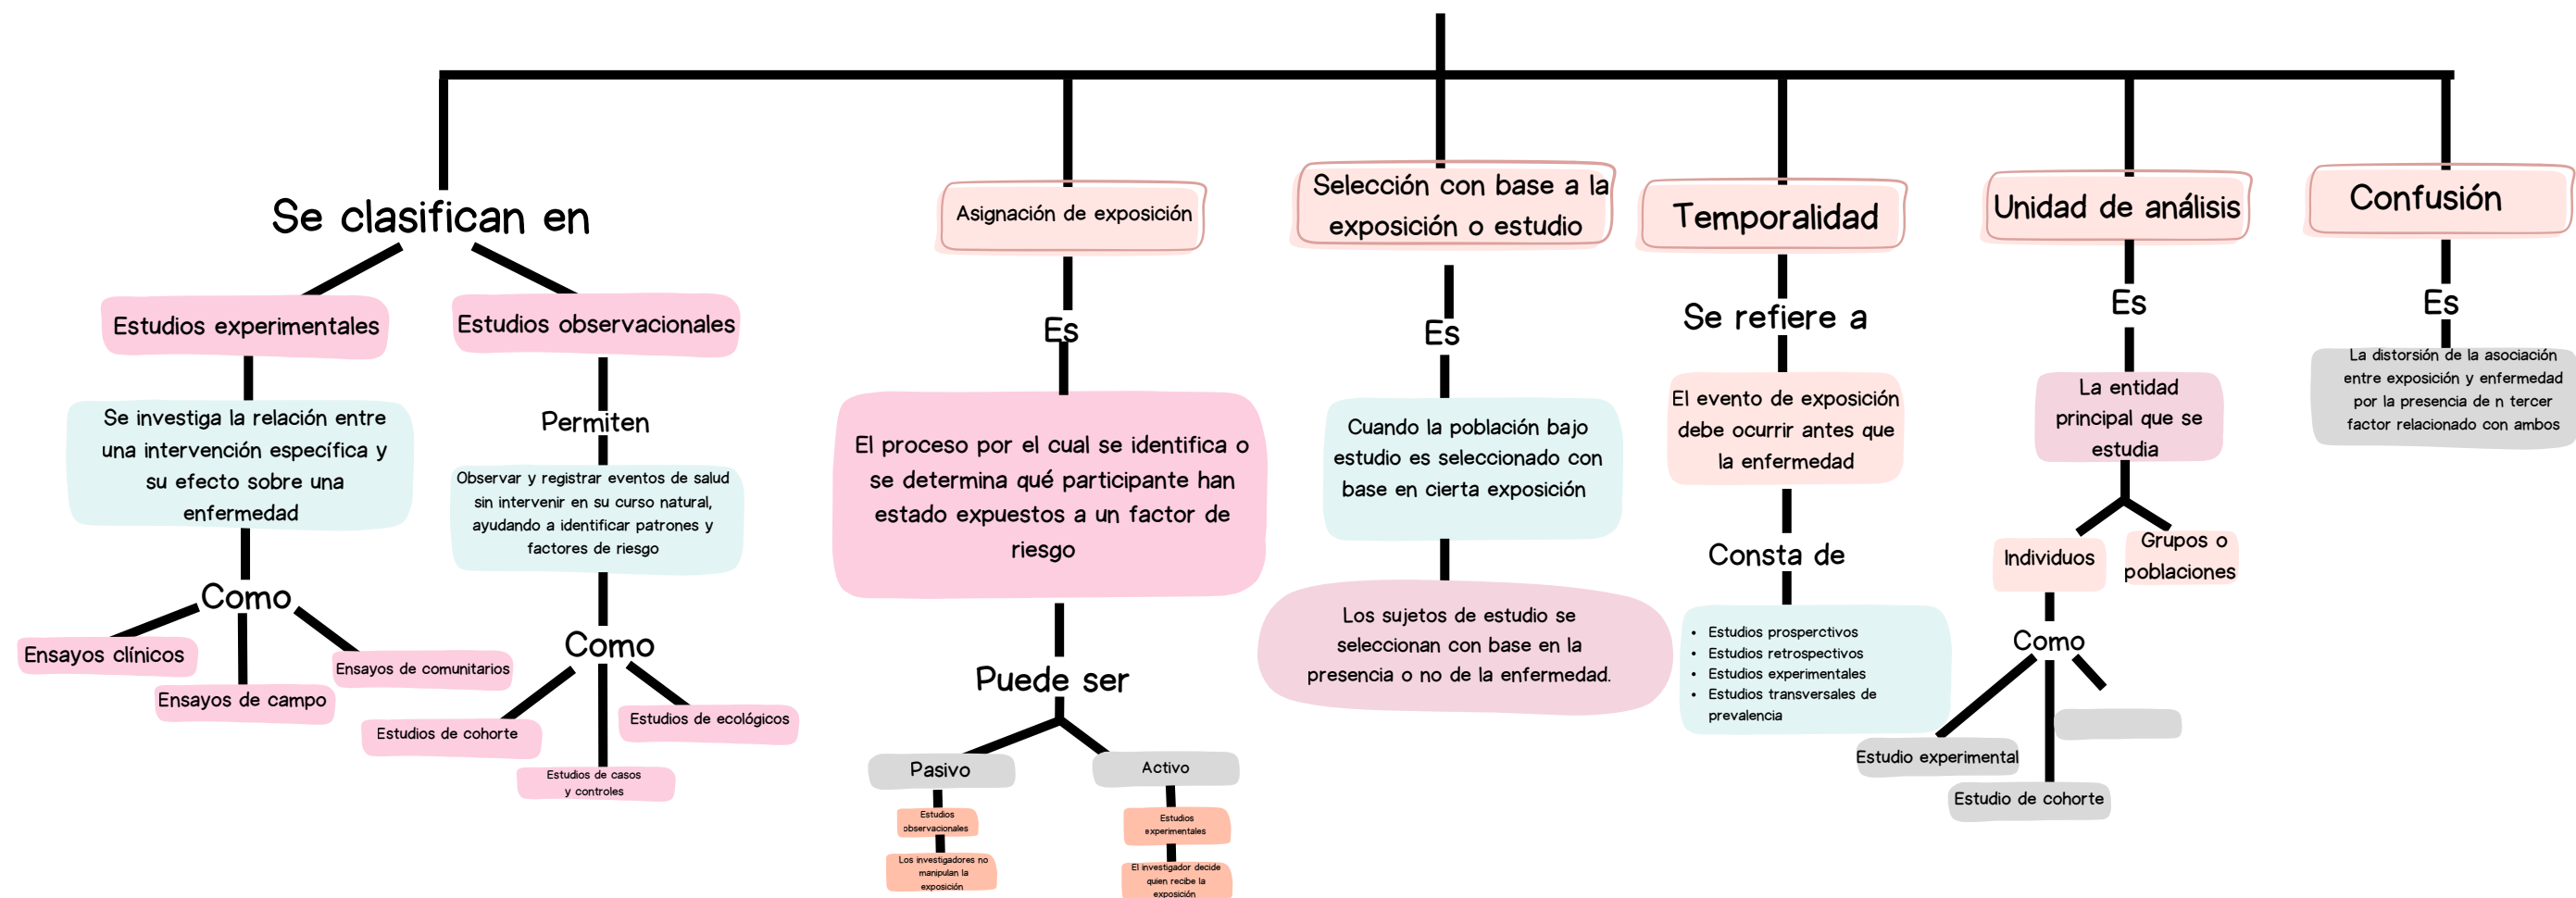 Se clasifican en
Estudios experimentales
Se investiga la relación entre
una intervención específica y
su efecto sobre una
enfermedad
Como
Ensayos clínicos
Ensayos de campo
Ensayos de comunitarios
Estudios observacionales
Permiten
Observar y registrar eventos de salud
sin intervenir en su curso natural,
ayudando a identificar patrones y
factores de riesgo
Como
Estudios de cohorte
Estudios de casos
y controles
Estudios de ecológicos
Asignación de exposición
Es
El proceso por el cual se identifica o
se determina qué participante han
estado expuestos a un factor de
riesgo
Puede ser
Pasivo
Estudios
observacionales
Los investigadores no
manipulan la
exposición
Activo
Estudios
experimentales
El investigador decide
quien recibe la
exposición
Selección con base a la
exposición o estudio
Es
Cuando la población bajo
estudio es seleccionado con
base en cierta exposición
Los sujetos de estudio se
seleccionan con base en la
presencia o no de la enfermedad.
Temporalidad
Se refiere a
El evento de exposición
debe ocurrir antes que
la enfermedad
Consta de
• Estudios prosperctivos
• Estudios retrospectivos
• Estudios experimentales
• Estudios transversales de
prevalencia
Unidad de análisis
Es
La entidad
principal que se
estudia
Individuos
Como
Estudio experimental
Estudio de cohorte
Grupos o
poblaciones
Confusión
Es
La distorsión de la asociación
entre exposición y enfermedad
por la presencia de n tercer
factor relacionado con ambos